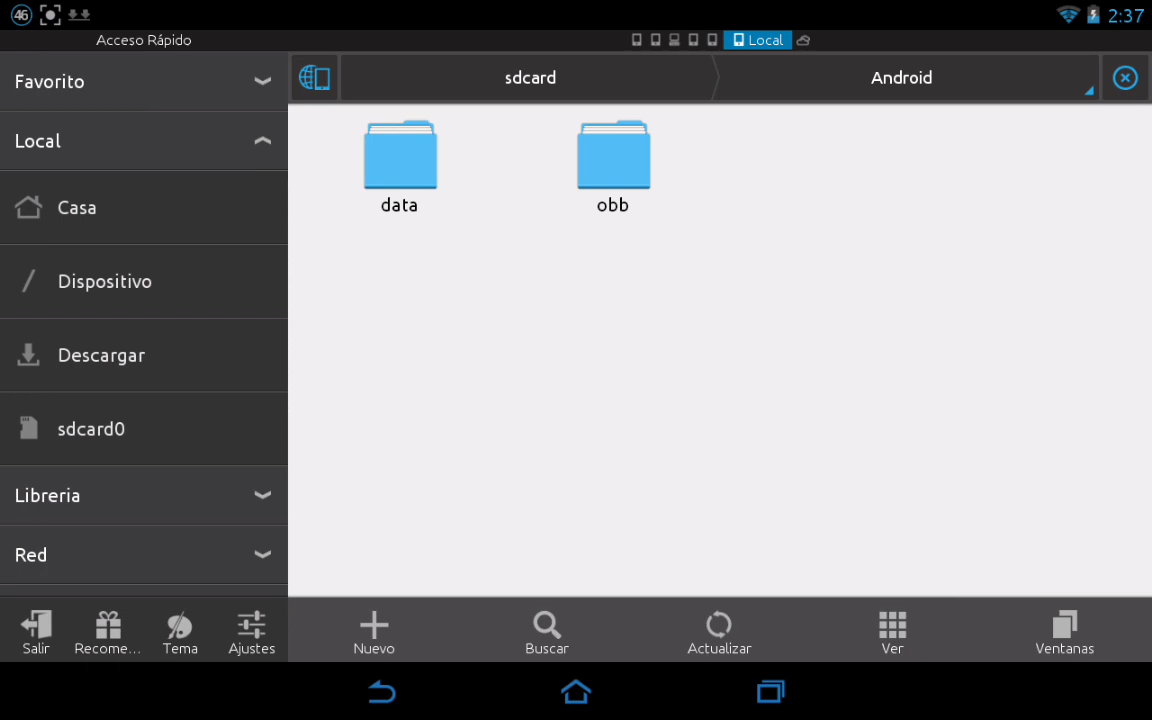 46
2:37
Acceso Rápido
Local
Favorito
sdcard
Android
Local
Casa
Dispositivo
Descargar
sdcard0
Libreria
Red
data
obb
Salir
Recome...
Tema
Ajustes
Nuevo
Buscar
Actualizar
Ver
Ventanas